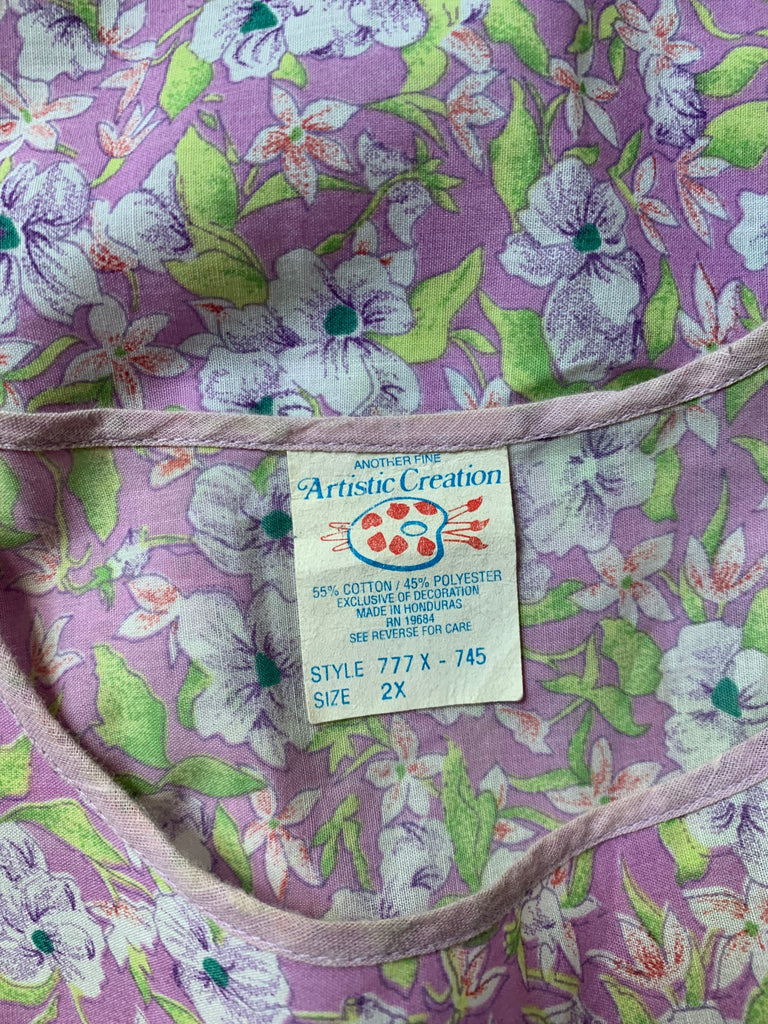 ANOTHER FINE
Artistic Creation
55% COTTON / 45% POLYESTER
EXCLUSIVE OF DECORATION
MADE IN HONDURAS
RN 19684
SEE REVERSE FOR CARE
STYLE 777X - 745
SIZE 2X